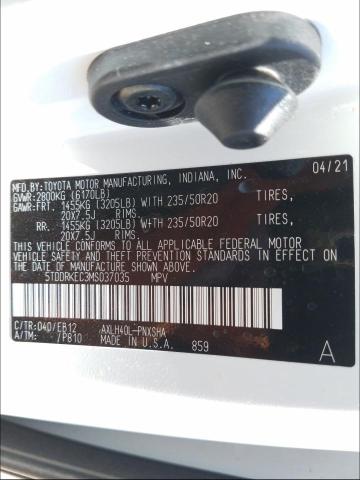 MFD.BY:TOYOTA MOTOR MANUFACTURING, INDIANA, INC. 04/21
GVWR:2800KG (6170LB)
GAWR:FRT. 1455KG (3205LB) WITH 235/50R20 TIRES,
20X7.5J RIMS.
RR. 1455KG (3205LB) WITH 235/50R20 TIRES,
20X7.5J RIMS.
THIS VEHICLE CONFORMS TO ALL APPLICABLE FEDERAL MOTOR
VEHICLE SAFETY AND THEFT PREVENTION STANDARDS IN EFFECT
ON THE DATE OF MANUFACTURE SHOWN ABOVE.
5TDDRKEC3MS037035 MPV
C/TR:040/EB12 AXLH40L-PNXSHA
A/TM: /P810 MADE IN U.S.A. 859 A